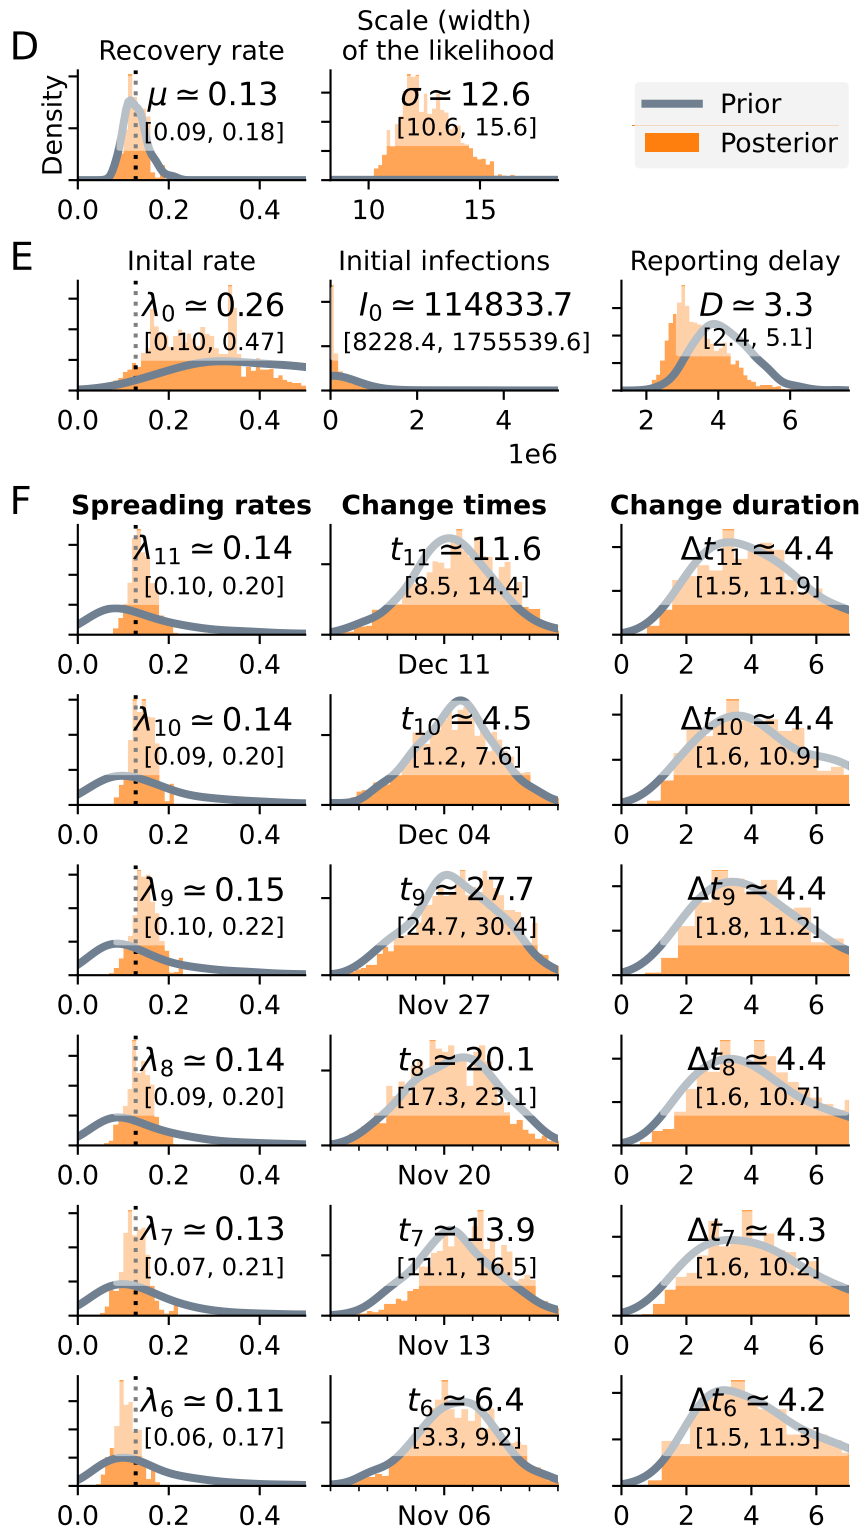 D
Recovery rate
Scale (width)
of the likelihood
Density
μ ≃ 0.13
[0.09, 0.18]
0.0 0.2 0.4
σ ≃ 12.6
[10.6, 15.6]
10 15
Prior
Posterior
E
Inital rate
λ0 ≃ 0.26
[0.10, 0.47]
0.0 0.2 0.4
Initial infections
I0 ≃ 114833.7
[8228.4, 1755539.6]
0 2 4
1e6
Reporting delay
D ≃ 3.3
[2.4, 5.1]
2 4 6
F
Spreading rates
Change times
Change duration
λ11 ≃ 0.14
[0.10, 0.20]
0.0 0.2 0.4
t11 ≃ 11.6
[8.5, 14.4]
Dec 11
Δt11 ≃ 4.4
[1.5, 11.9]
0 2 4 6
λ10 ≃ 0.14
[0.09, 0.20]
0.0 0.2 0.4
t10 ≃ 4.5
[1.2, 7.6]
Dec 04
Δt10 ≃ 4.4
[1.6, 10.9]
0 2 4 6
λ9 ≃ 0.15
[0.10, 0.22]
0.0 0.2 0.4
t9 ≃ 27.7
[24.7, 30.4]
Nov 27
Δt9 ≃ 4.4
[1.8, 11.2]
0 2 4 6
λ8 ≃ 0.14
[0.09, 0.20]
0.0 0.2 0.4
t8 ≃ 20.1
[17.3, 23.1]
Nov 20
Δt8 ≃ 4.4
[1.6, 10.7]
0 2 4 6
λ7 ≃ 0.13
[0.07, 0.21]
0.0 0.2 0.4
t7 ≃ 13.9
[11.1, 16.5]
Nov 13
Δt7 ≃ 4.3
[1.6, 10.2]
0 2 4 6
λ6 ≃ 0.11
[0.06, 0.17]
0.0 0.2 0.4
t6 ≃ 6.4
[3.3, 9.2]
Nov 06
Δt6 ≃ 4.2
[1.5, 11.3]
0 2 4 6